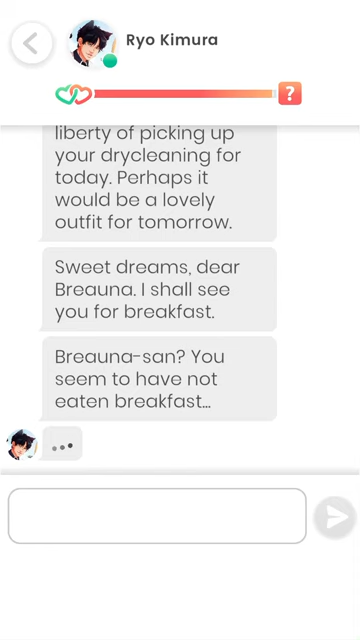 Ryo Kimura
?
liberty of picking up
your drycleaning for
today. Perhaps it
would be a lovely
outfit for tomorrow.
Sweet dreams, dear
Breauna. I shall see
you for breakfast.
Breauna-san? You
seem to have not
eaten breakfast...